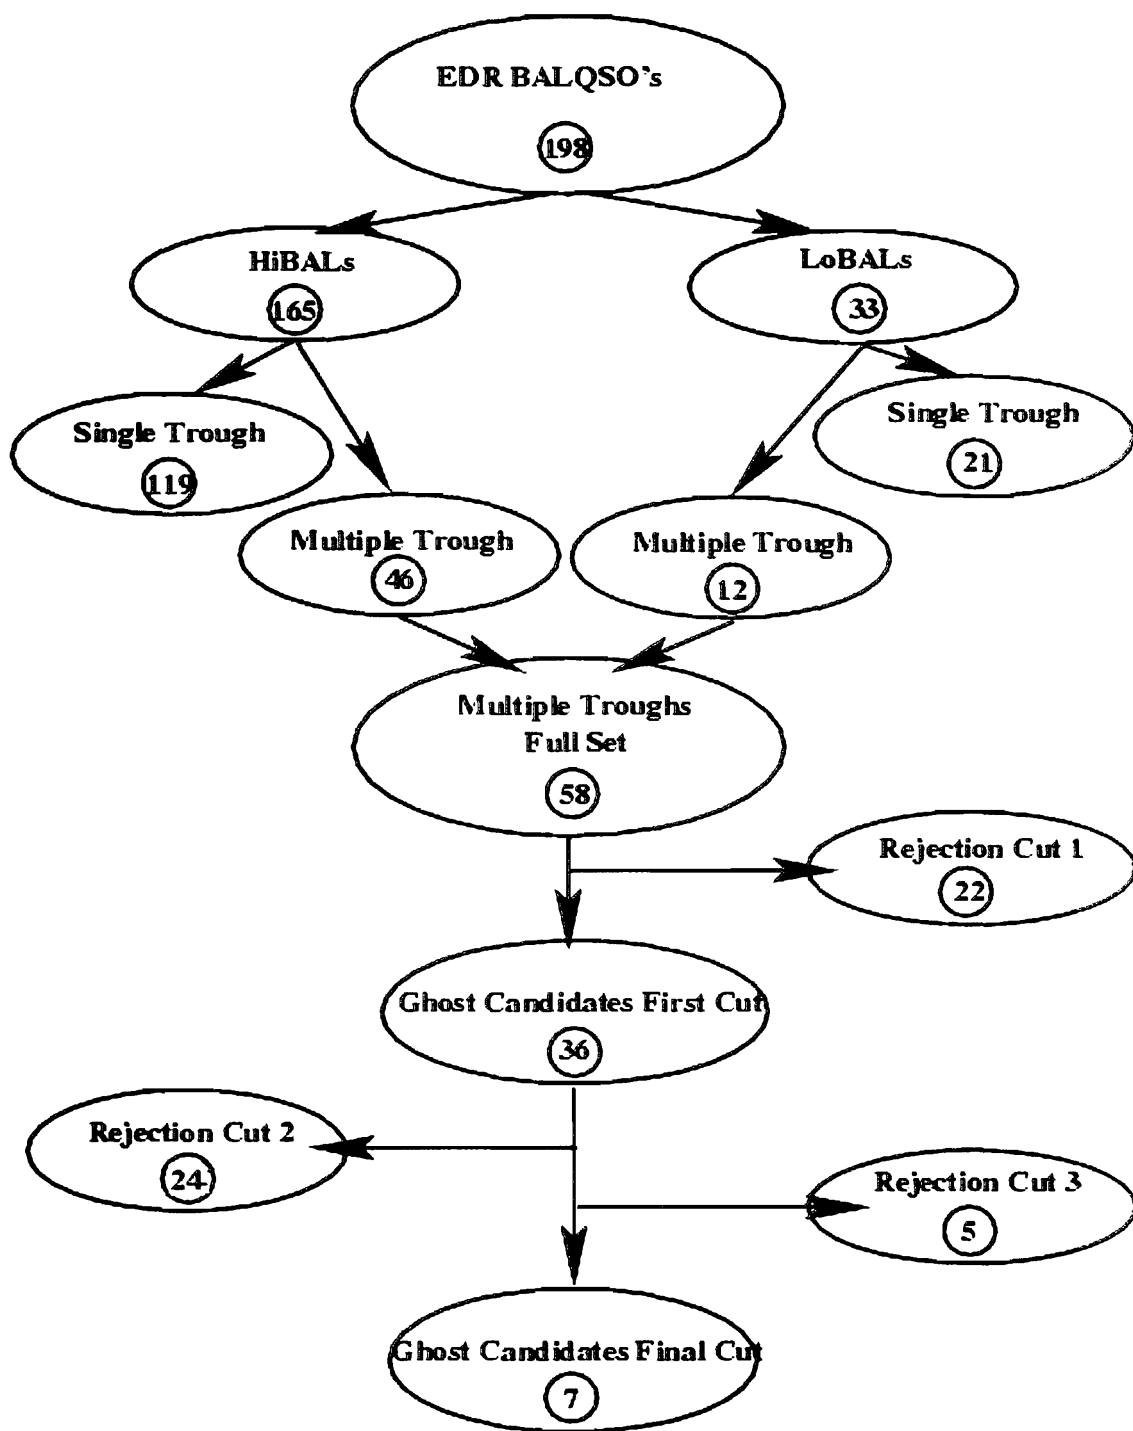 EDR BALQSO's
198
HiBALs
165
LoBALs
33
Single Trough
119
Single Trough
21
Multiple Trough
46
Multiple Trough
12
Multiple Troughs
Full Set
58
Rejection Cut 1
22
Ghost Candidates First Cut
36
Rejection Cut 2
24
Rejection Cut 3
5
Ghost Candidates Final Cut
7